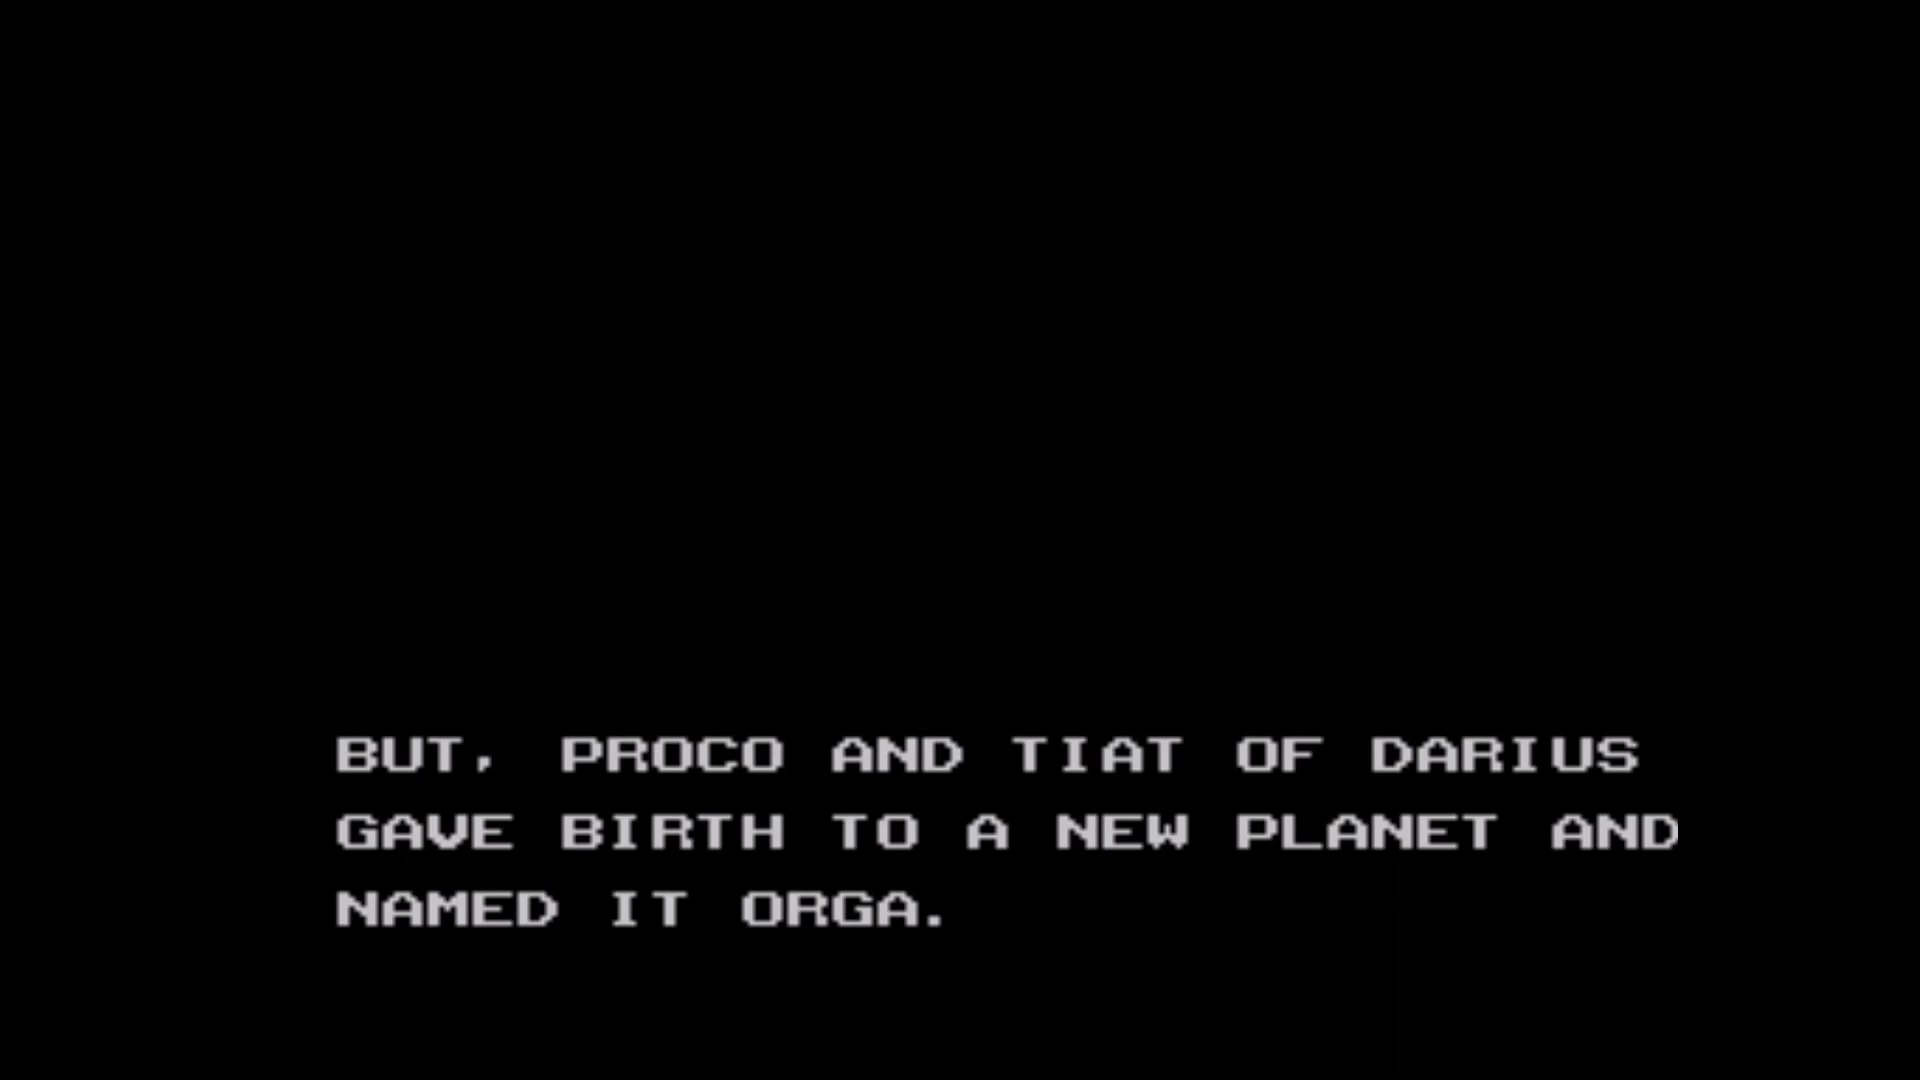 BUT, PROCO AND TIAT OF DARIUS
GAVE BIRTH TO A NEW PLANET AND
NAMED IT ORGA.